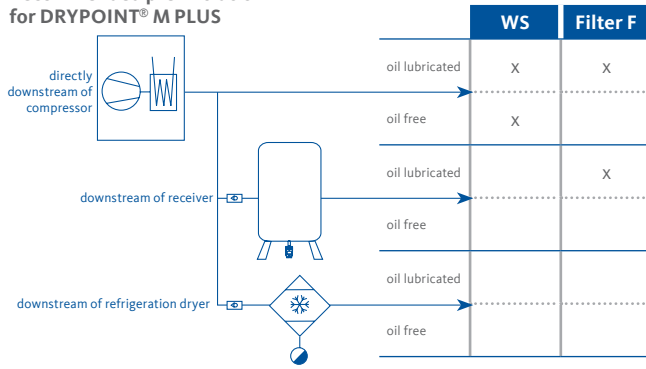 for DRYPOINT® M PLUS
WS Filter F
directly
downstream of
compressor
oil lubricated X X
oil free X
downstream of receiver
oil lubricated X
oil free
downstream of refrigeration dryer
oil lubricated
oil free